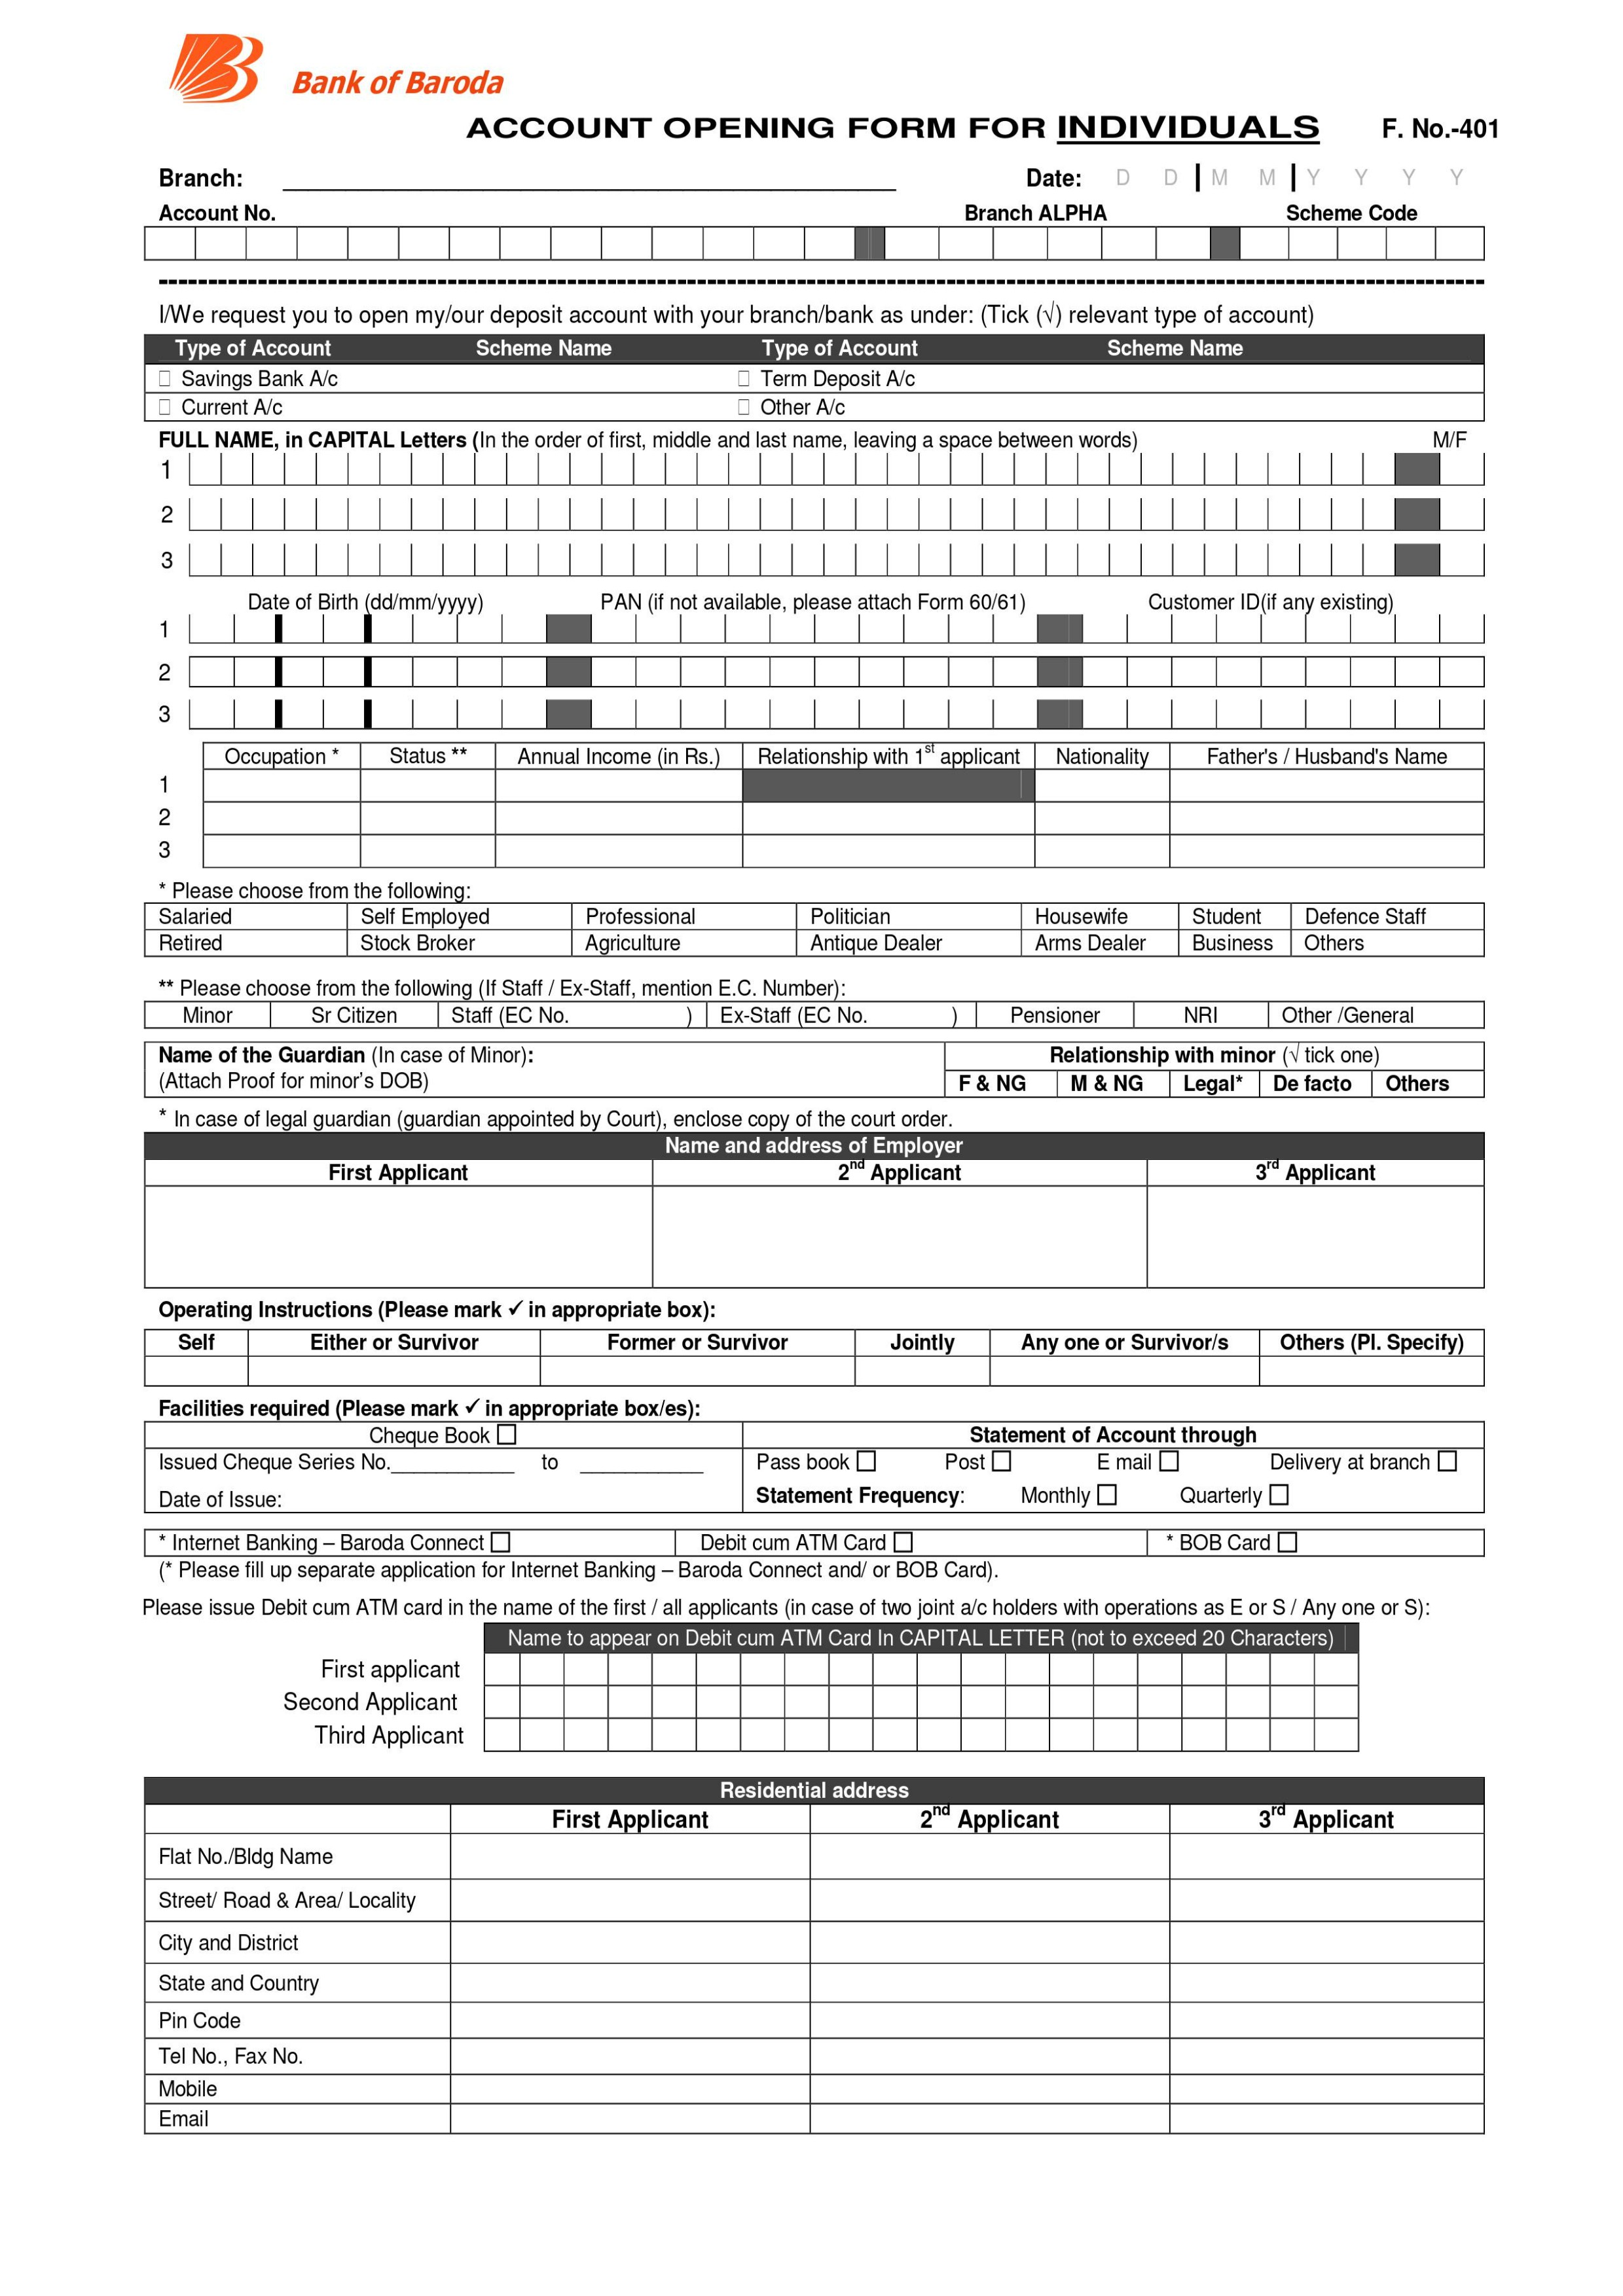 Bank of Baroda
ACCOUNT OPENING FORM FOR INDIVIDUALS F. No.-401
Branch: ____________________ Date: D D M M Y Y Y Y
Account No. Branch ALPHA Scheme Code
I/We request you to open my/our deposit account with your branch/bank as under: (Tick (√) relevant type of account)
Type of Account Scheme Name Type of Account Scheme Name
Savings Bank A/c Term Deposit A/c
Current A/c Other A/c
FULL NAME, in CAPITAL Letters (In the order of first, middle and last name, leaving a space between words) M/F
1
2
3
Date of Birth (dd/mm/yyyy) PAN (if not available, please attach Form 60/61) Customer ID(if any existing)
1
2
3
Occupation * Status ** Annual Income (in Rs.) Relationship with 1st applicant Nationality Father's / Husband's Name
1
2
3
* Please choose from the following:
Salaried Self Employed Professional Politician Housewife Student Defence Staff
Retired Stock Broker Agriculture Antique Dealer Arms Dealer Business Others
** Please choose from the following (If Staff / Ex-Staff, mention E.C. Number):
Minor Sr Citizen Staff (EC No. ) Ex-Staff (EC No. ) Pensioner NRI Other /General
Name of the Guardian (In case of Minor): Relationship with minor (√ tick one)
(Attach Proof for minor's DOB) F & NG M & NG Legal* De facto Others
* In case of legal guardian (guardian appointed by Court), enclose copy of the court order.
Name and address of Employer
First Applicant 2nd Applicant 3rd Applicant
Operating Instructions (Please mark ✓ in appropriate box):
Self Either or Survivor Former or Survivor Jointly Any one or Survivor/s Others (Pl. Specify)
Facilities required (Please mark ✓ in appropriate box/es):
Cheque Book Statement of Account through
Issued Cheque Series No.___________ to ___________ Pass book Post E mail Delivery at branch
Date of Issue: Statement Frequency: Monthly Quarterly
* Internet Banking – Baroda Connect Debit cum ATM Card * BOB Card
(* Please fill up separate application for Internet Banking – Baroda Connect and/ or BOB Card).
Please issue Debit cum ATM card in the name of the first / all applicants (in case of two joint a/c holders with operations as E or S / Any one or S):
Name to appear on Debit cum ATM Card In CAPITAL LETTER (not to exceed 20 Characters)
First applicant
Second Applicant
Third Applicant
Residential address
First Applicant 2nd Applicant 3rd Applicant
Flat No./Bldg Name
Street/ Road & Area/ Locality
City and District
State and Country
Pin Code
Tel No., Fax No.
Mobile
Email